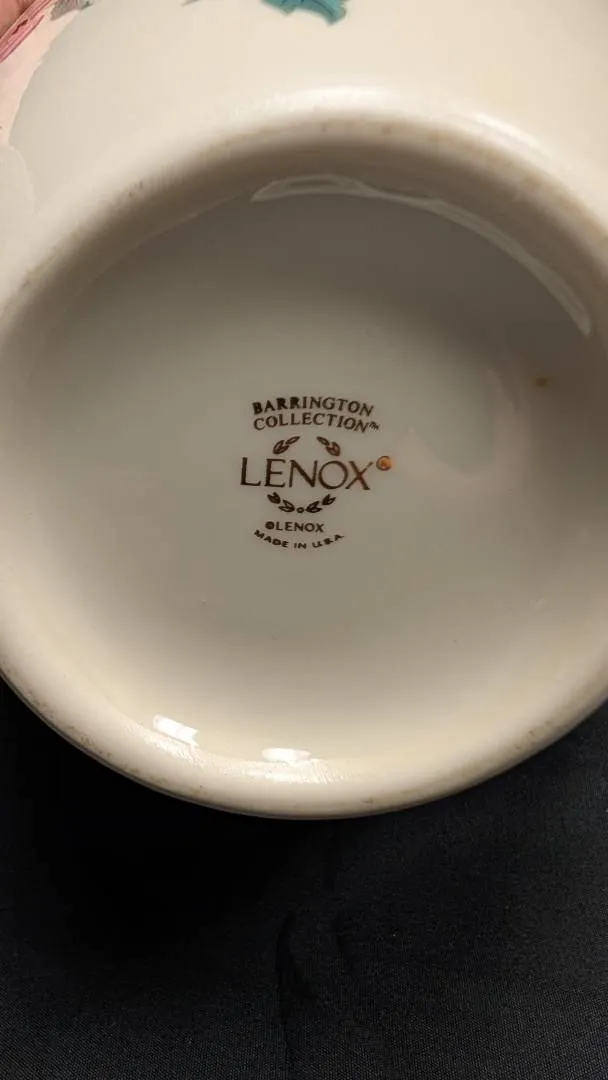 BARRINGTON
COLLECTION™
LENOX®
©LENOX
MADE IN U.S.A.